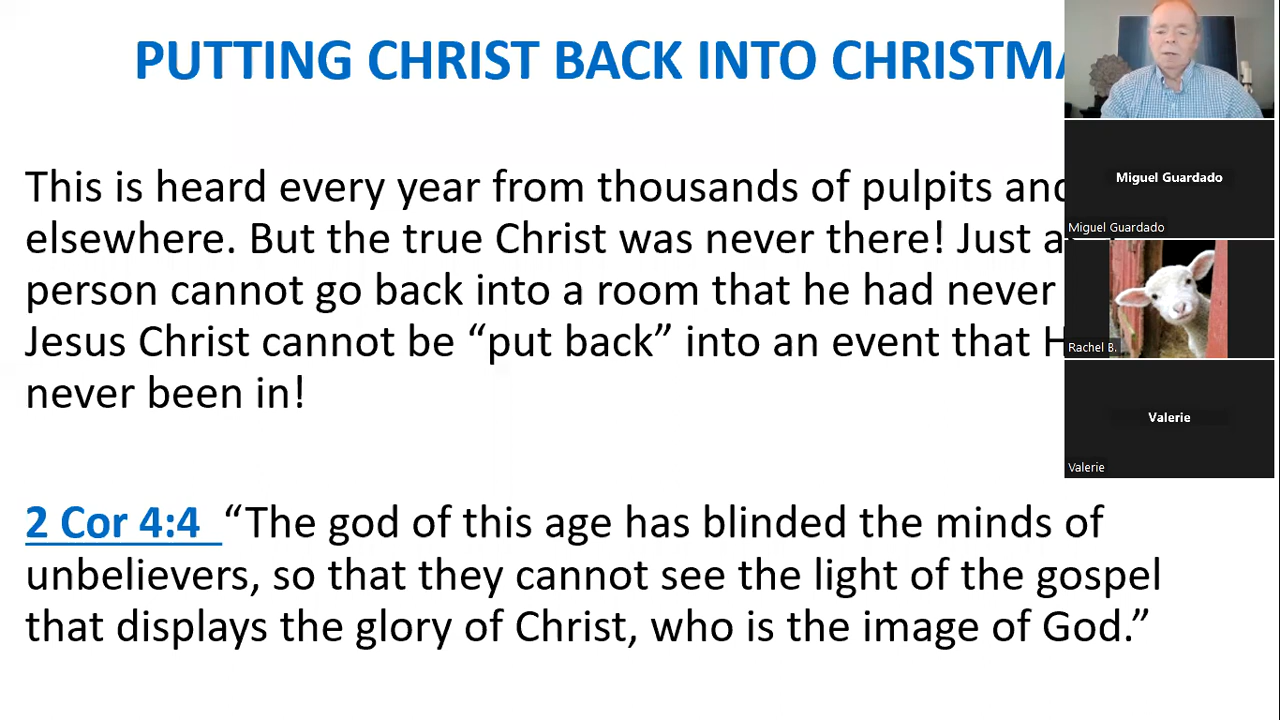 PUTTING CHRIST BACK INTO CHRISTMA
This is heard every year from thousands of pulpits and
elsewhere. But the true Christ was never there! Just a
person cannot go back into a room that he had never
Jesus Christ cannot be “put back” into an event that H
never been in!
2 Cor 4:4 “The god of this age has blinded the minds of
unbelievers, so that they cannot see the light of the gospel
that displays the glory of Christ, who is the image of God.”
Miguel Guardado
Miguel Guardado
Rachel B.
Valerie
Valerie